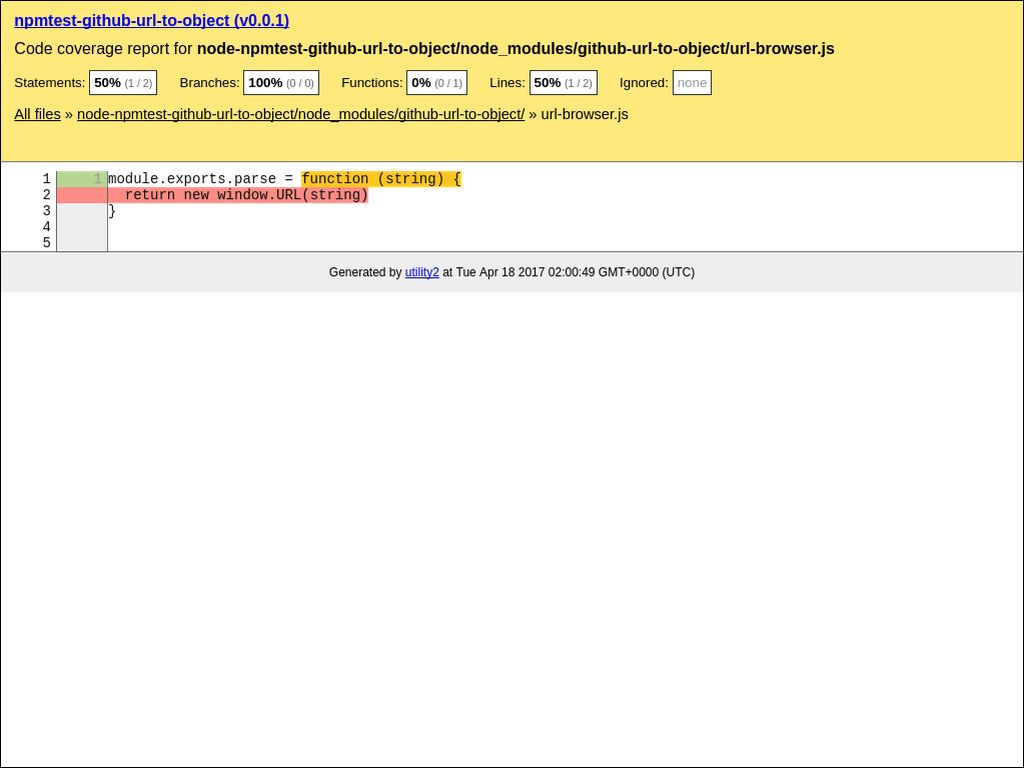 npmtest-github-url-to-object (v0.0.1)
Code coverage report for node-npmtest-github-url-to-object/node_modules/github-url-to-object/url-browser.js
Statements: 50% (1 / 2) Branches: 100% (0 / 0) Functions: 0% (0 / 1) Lines: 50% (1 / 2) Ignored: none
All files » node-npmtest-github-url-to-object/node_modules/github-url-to-object/ » url-browser.js
1 1 module.exports.parse = function (string) {
2 return new window.URL(string)
3 }
4
5
Generated by utility2 at Tue Apr 18 2017 02:00:49 GMT+0000 (UTC)